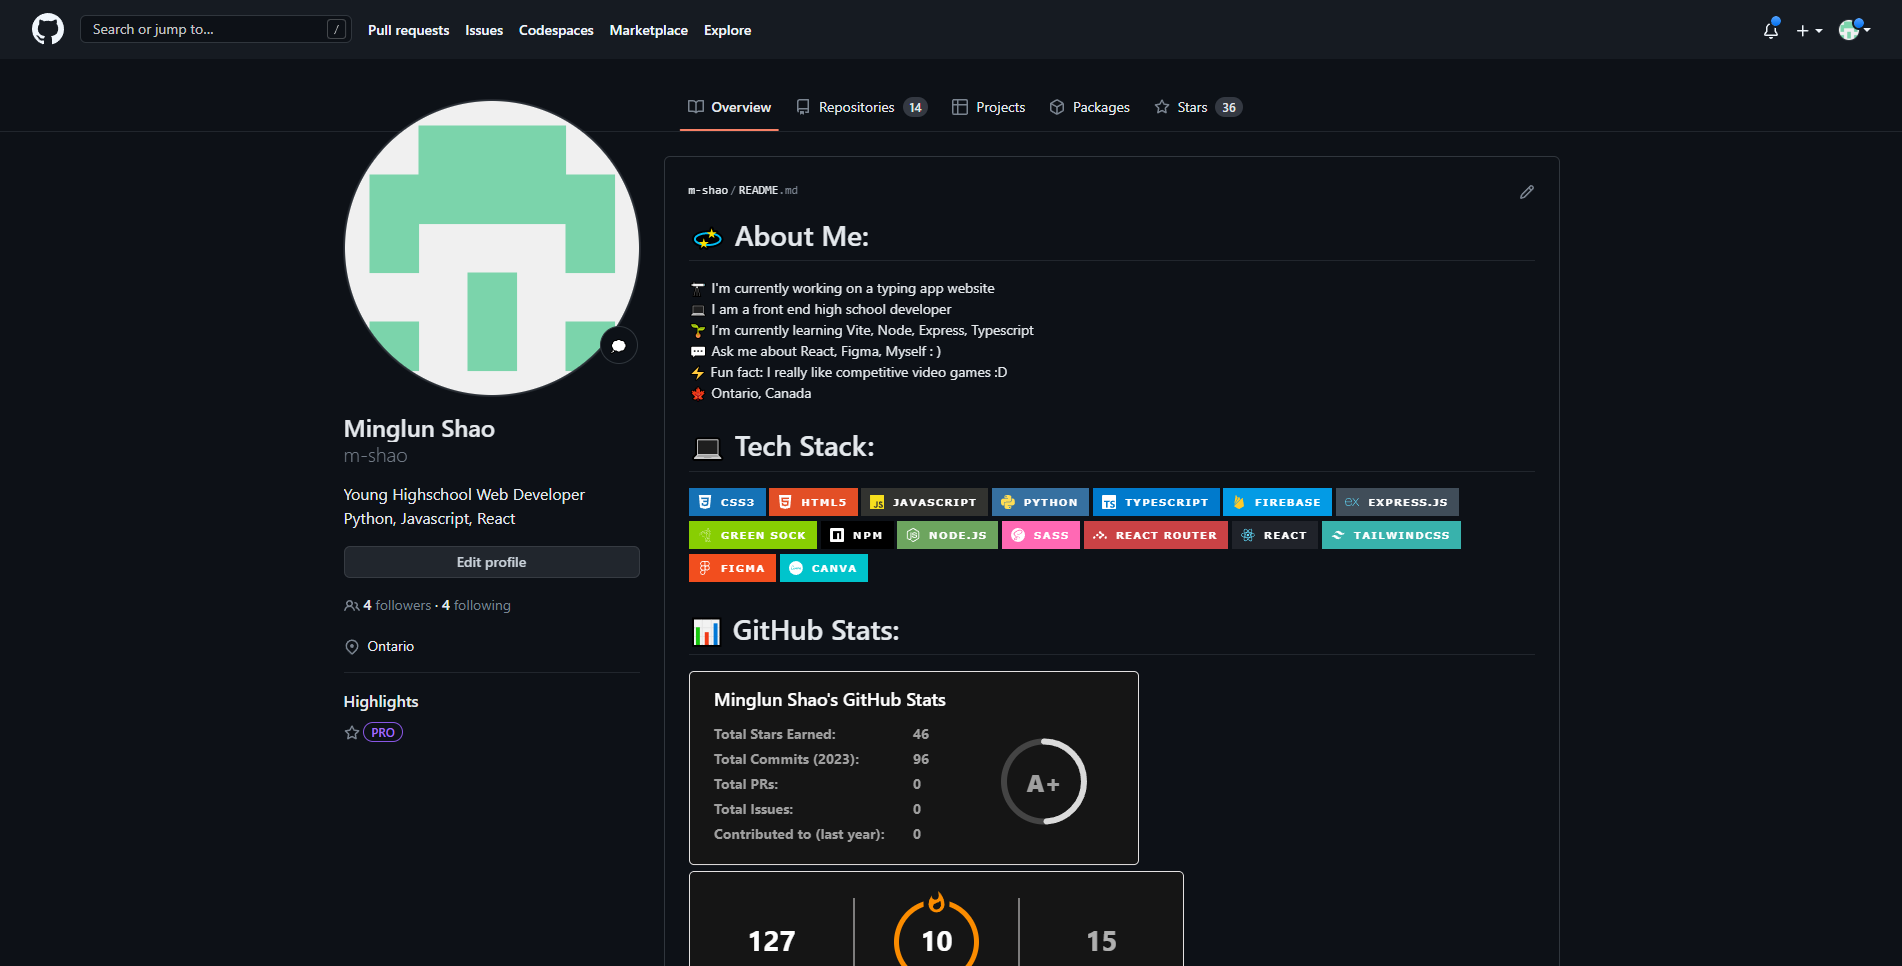 Search or jump to... /
Pull requests Issues Codespaces Marketplace Explore
Overview Repositories 14 Projects Packages Stars 36
Minglun Shao
m-shao
Young Highschool Web Developer
Python, Javascript, React
Edit profile
4 followers · 4 following
Ontario
Highlights
PRO
m-shao/README.md
About Me:
I'm currently working on a typing app website
I am a front end high school developer
I'm currently learning Vite, Node, Express, Typescript
Ask me about React, Figma, Myself : )
Fun fact: I really like competitive video games :D
Ontario, Canada
Tech Stack:
CSS3 HTML5 JS JAVASCRIPT PYTHON TS TYPESCRIPT FIREBASE EX EXPRESS.JS
GREEN SOCK NPM NODE.JS SASS REACT ROUTER REACT TAILWINDCSS
FIGMA CANVA
GitHub Stats:
Minglun Shao's GitHub Stats
Total Stars Earned: 46
Total Commits (2023): 96
Total PRs: 0
Total Issues: 0
Contributed to (last year): 0
A+
127 10 15